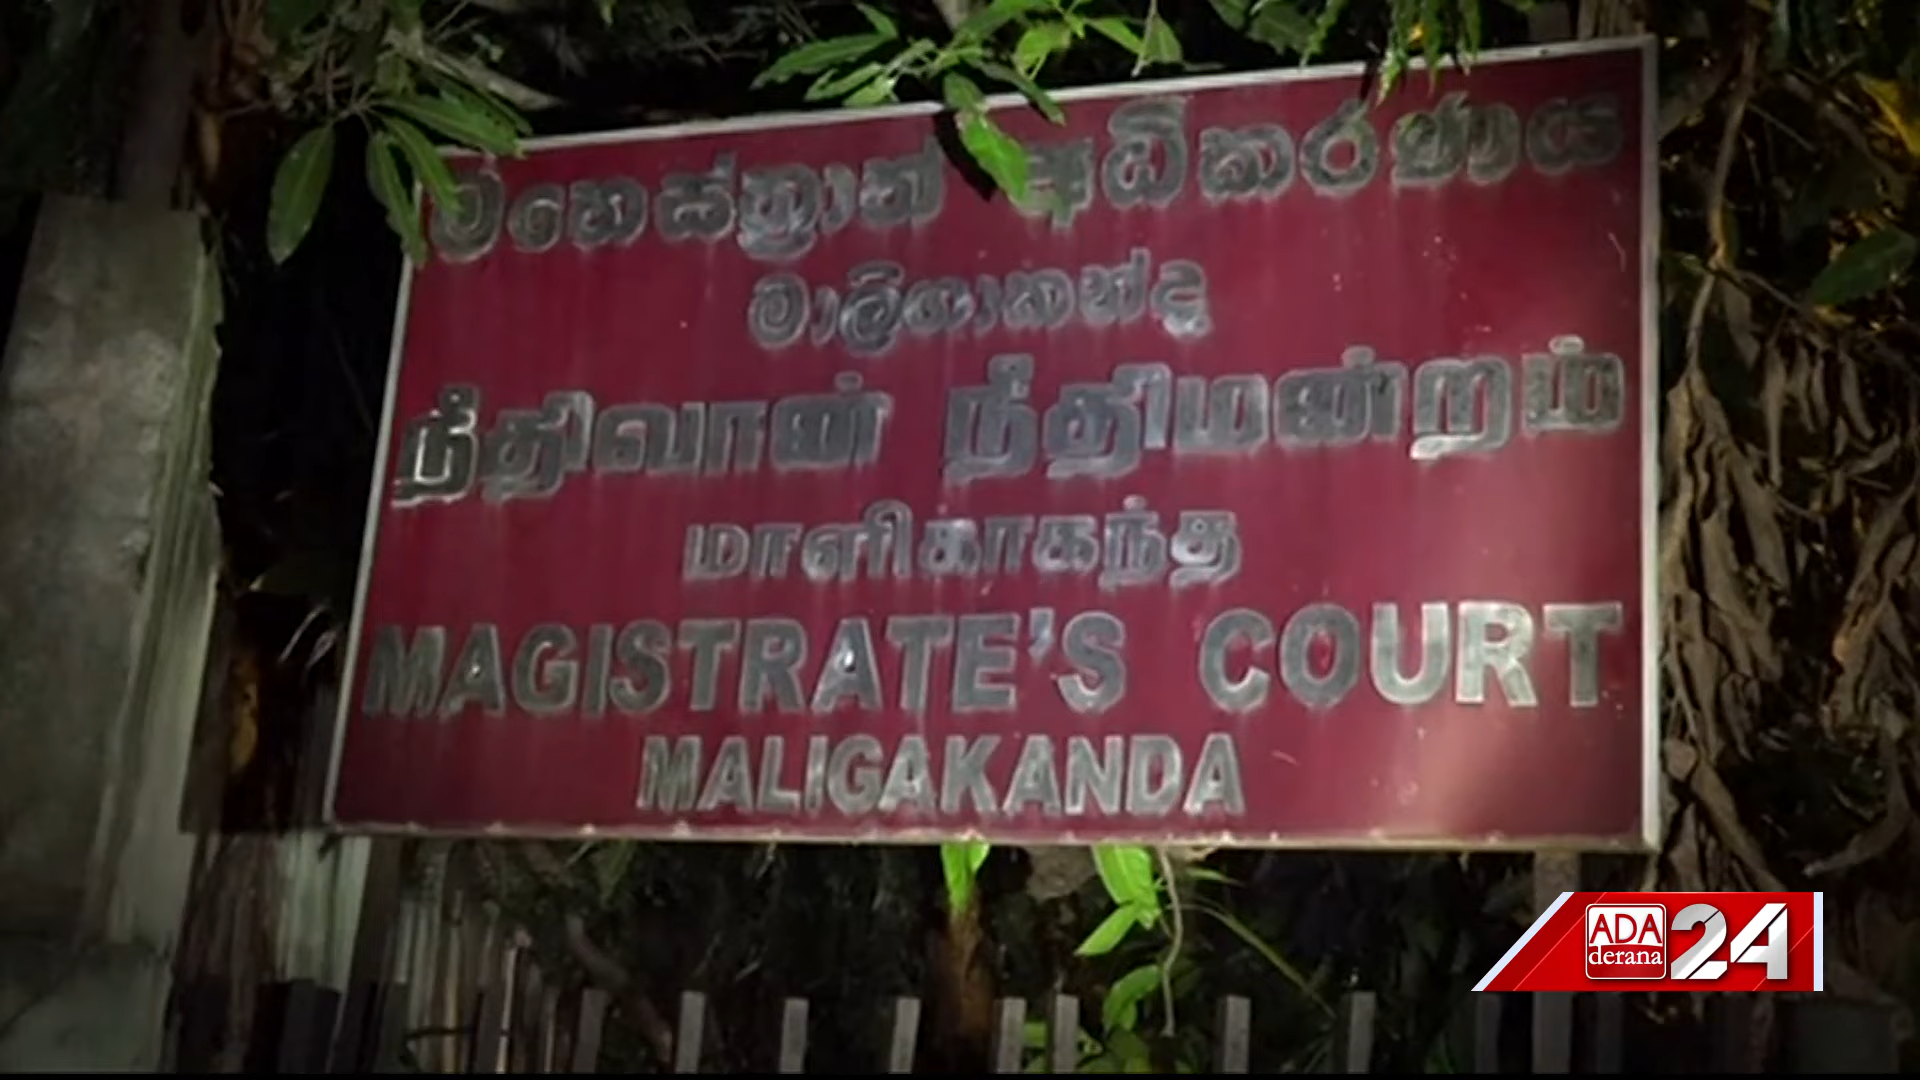 මහෙස්ත්‍රාත් අධිකරණය
මාලිගාකන්ද
நீதிவான் நீதிமன்றம்
மாளிகாகந்த
MAGISTRATE'S COURT
MALIGAKANDA
ADA derana 24